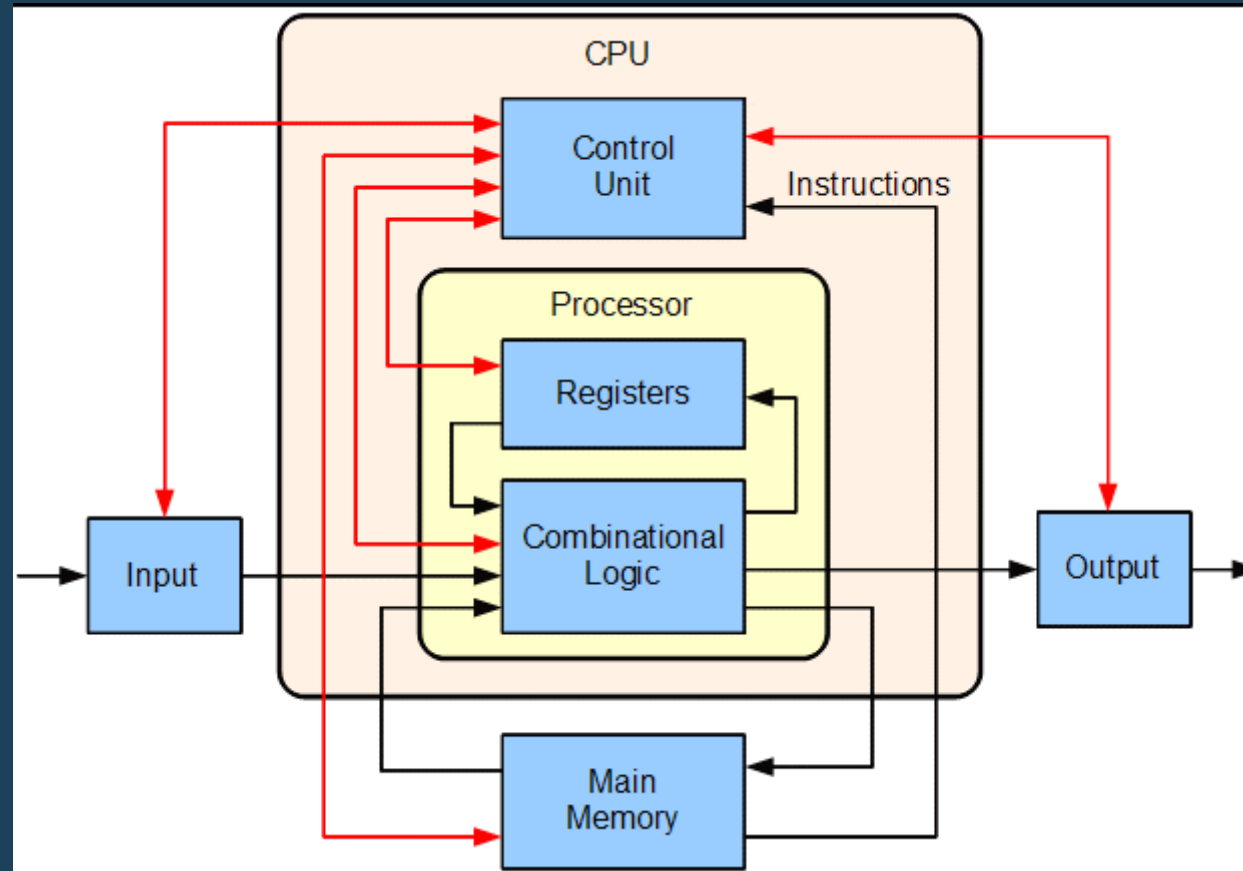 CPU
Control
Unit
Instructions
Processor
Registers
Combinational
Logic
Input
Output
Main
Memory